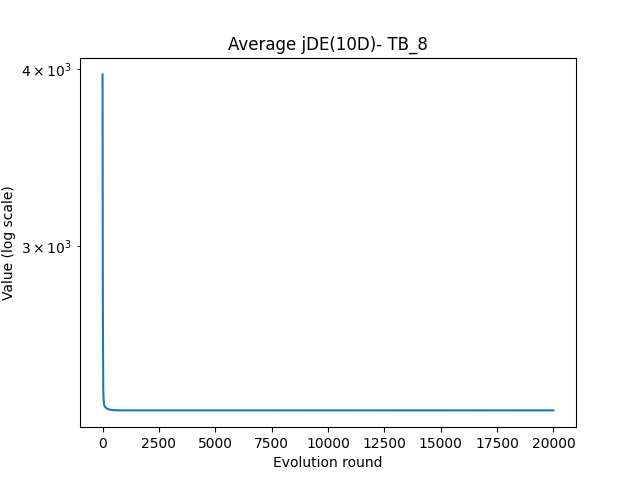 Average jDE(10D)- TB_8
4 × 10³
3 × 10³
Value (log scale)
0 2500 5000 7500 10000 12500 15000 17500 20000
Evolution round